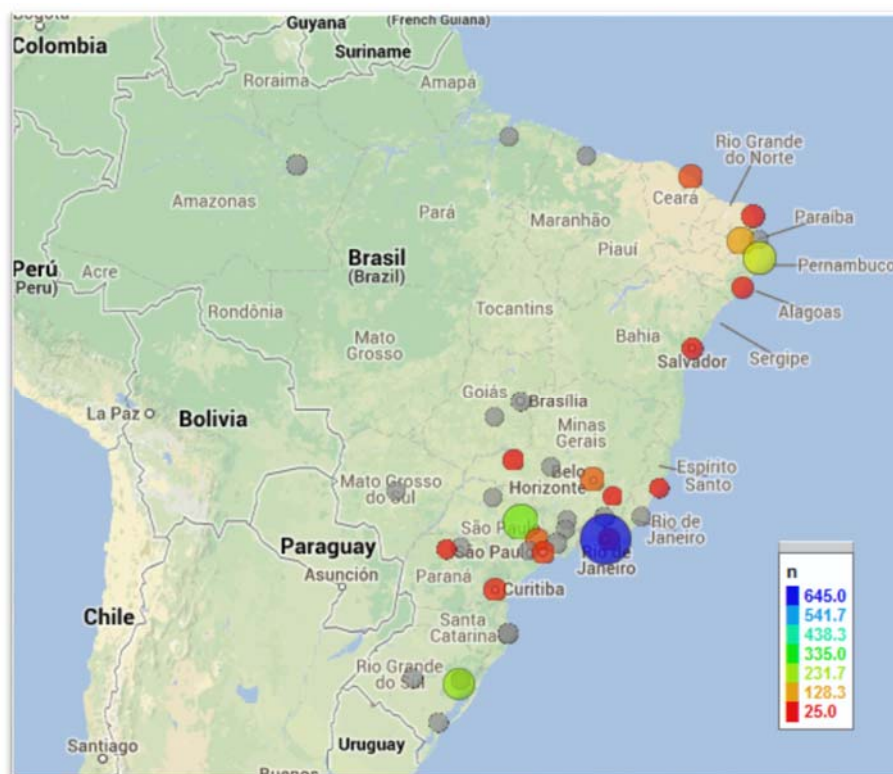 Bogotá
Colombia
Guyana
(French Guiana)
Suriname
Roraima
Amapá
Rio Grande
do Norte
Ceará
Amazonas
Pará
Maranhão
Paraíba
Piauí
Brasil
(Brazil)
Perú
(Peru)
Acre
Pernambuco
Rondônia
Tocantins
Alagoas
Mato
Grosso
Bahia
Salvador
Sergipe
Goiás
Brasília
La Paz
Bolivia
Minas
Gerais
Belo
Horizonte
Espírito
Santo
Mato Grosso
do Sul
São Paulo
Rio de
Janeiro
São Paulo
Rio de
Janeiro
Paraguay
Paraná
Asunción
Curitiba
Chile
Santa
Catarina
Rio Grande
do Sul
Uruguay
Santiago
Buenos
n
645.0
541.7
438.3
335.0
231.7
128.3
25.0